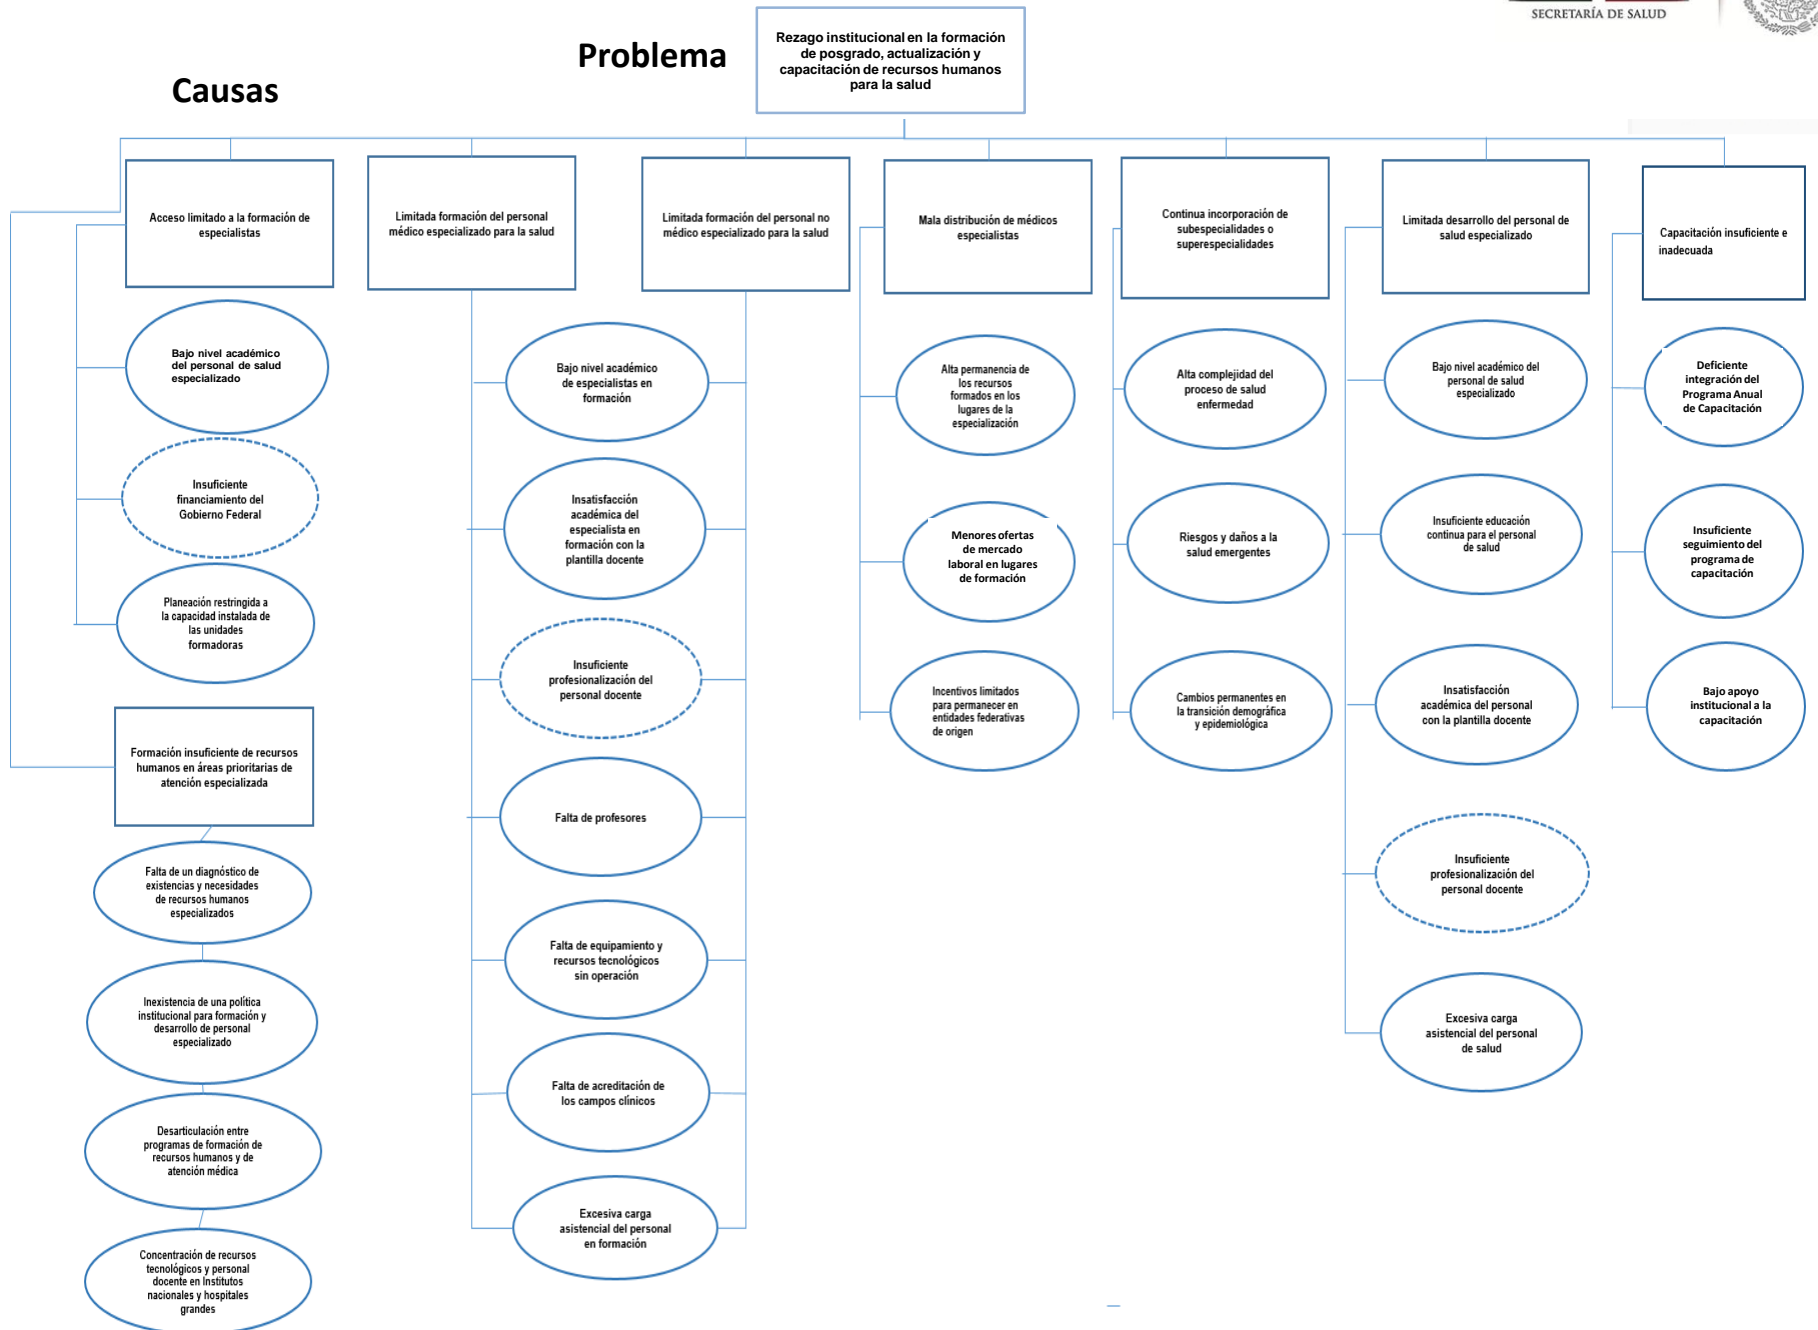 SECRETARÍA DE SALUD
Problema
Rezago institucional en la formación
de posgrado, actualización y
capacitación de recursos humanos
para la salud
Causas
Acceso limitado a la formación de
especialistas
Limitada formación del personal
médico especializado para la salud
Limitada formación del personal no
médico especializado para la salud
Mala distribución de médicos
especialistas
Continua incorporación de
subespecialidades o
superespecialidades
Limitada desarrollo del personal de
salud especializado
Capacitación insuficiente e
inadecuada
Bajo nivel académico
del personal de salud
especializado
Insuficiente
financiamiento del
Gobierno Federal
Planeación restringida a
la capacidad instalada de
las unidades
formadoras
Formación insuficiente de recursos
humanos en áreas prioritarias de
atención especializada
Falta de un diagnóstico de
existencias y necesidades
de recursos humanos
especializados
Inexistencia de una política
institucional para formación y
desarrollo de personal
especializado
Desarticulación entre
programas de formación de
recursos humanos y de
atención médica
Concentración de recursos
tecnológicos y personal
docente en Institutos
nacionales y hospitales
grandes
Bajo nivel académico
de especialistas en
formación
Insatisfacción
académica del
especialista en
formación con la
plantilla docente
Insuficiente
profesionalización del
personal docente
Falta de profesores
Falta de equipamiento y
recursos tecnológicos
sin operación
Falta de acreditación de
los campos clínicos
Excesiva carga
asistencial del personal
en formación
Alta permanencia de
los recursos
formados en los
lugares de la
especialización
Menores ofertas
de mercado
laboral en lugares
de formación
Incentivos limitados
para permanecer en
entidades federativas
de origen
Alta complejidad del
proceso de salud
enfermedad
Riesgos y daños a la
salud emergentes
Cambios permanentes en
la transición demográfica
y epidemiológica
Bajo nivel académico del
personal de salud
especializado
Insuficiente educación
continua para el personal
de salud
Insatisfacción
académica del personal
con la plantilla docente
Insuficiente
profesionalización del
personal docente
Excesiva carga
asistencial del personal
de salud
Deficiente
integración del
Programa Anual
de Capacitación
Insuficiente
seguimiento del
programa de
capacitación
Bajo apoyo
institucional a la
capacitación